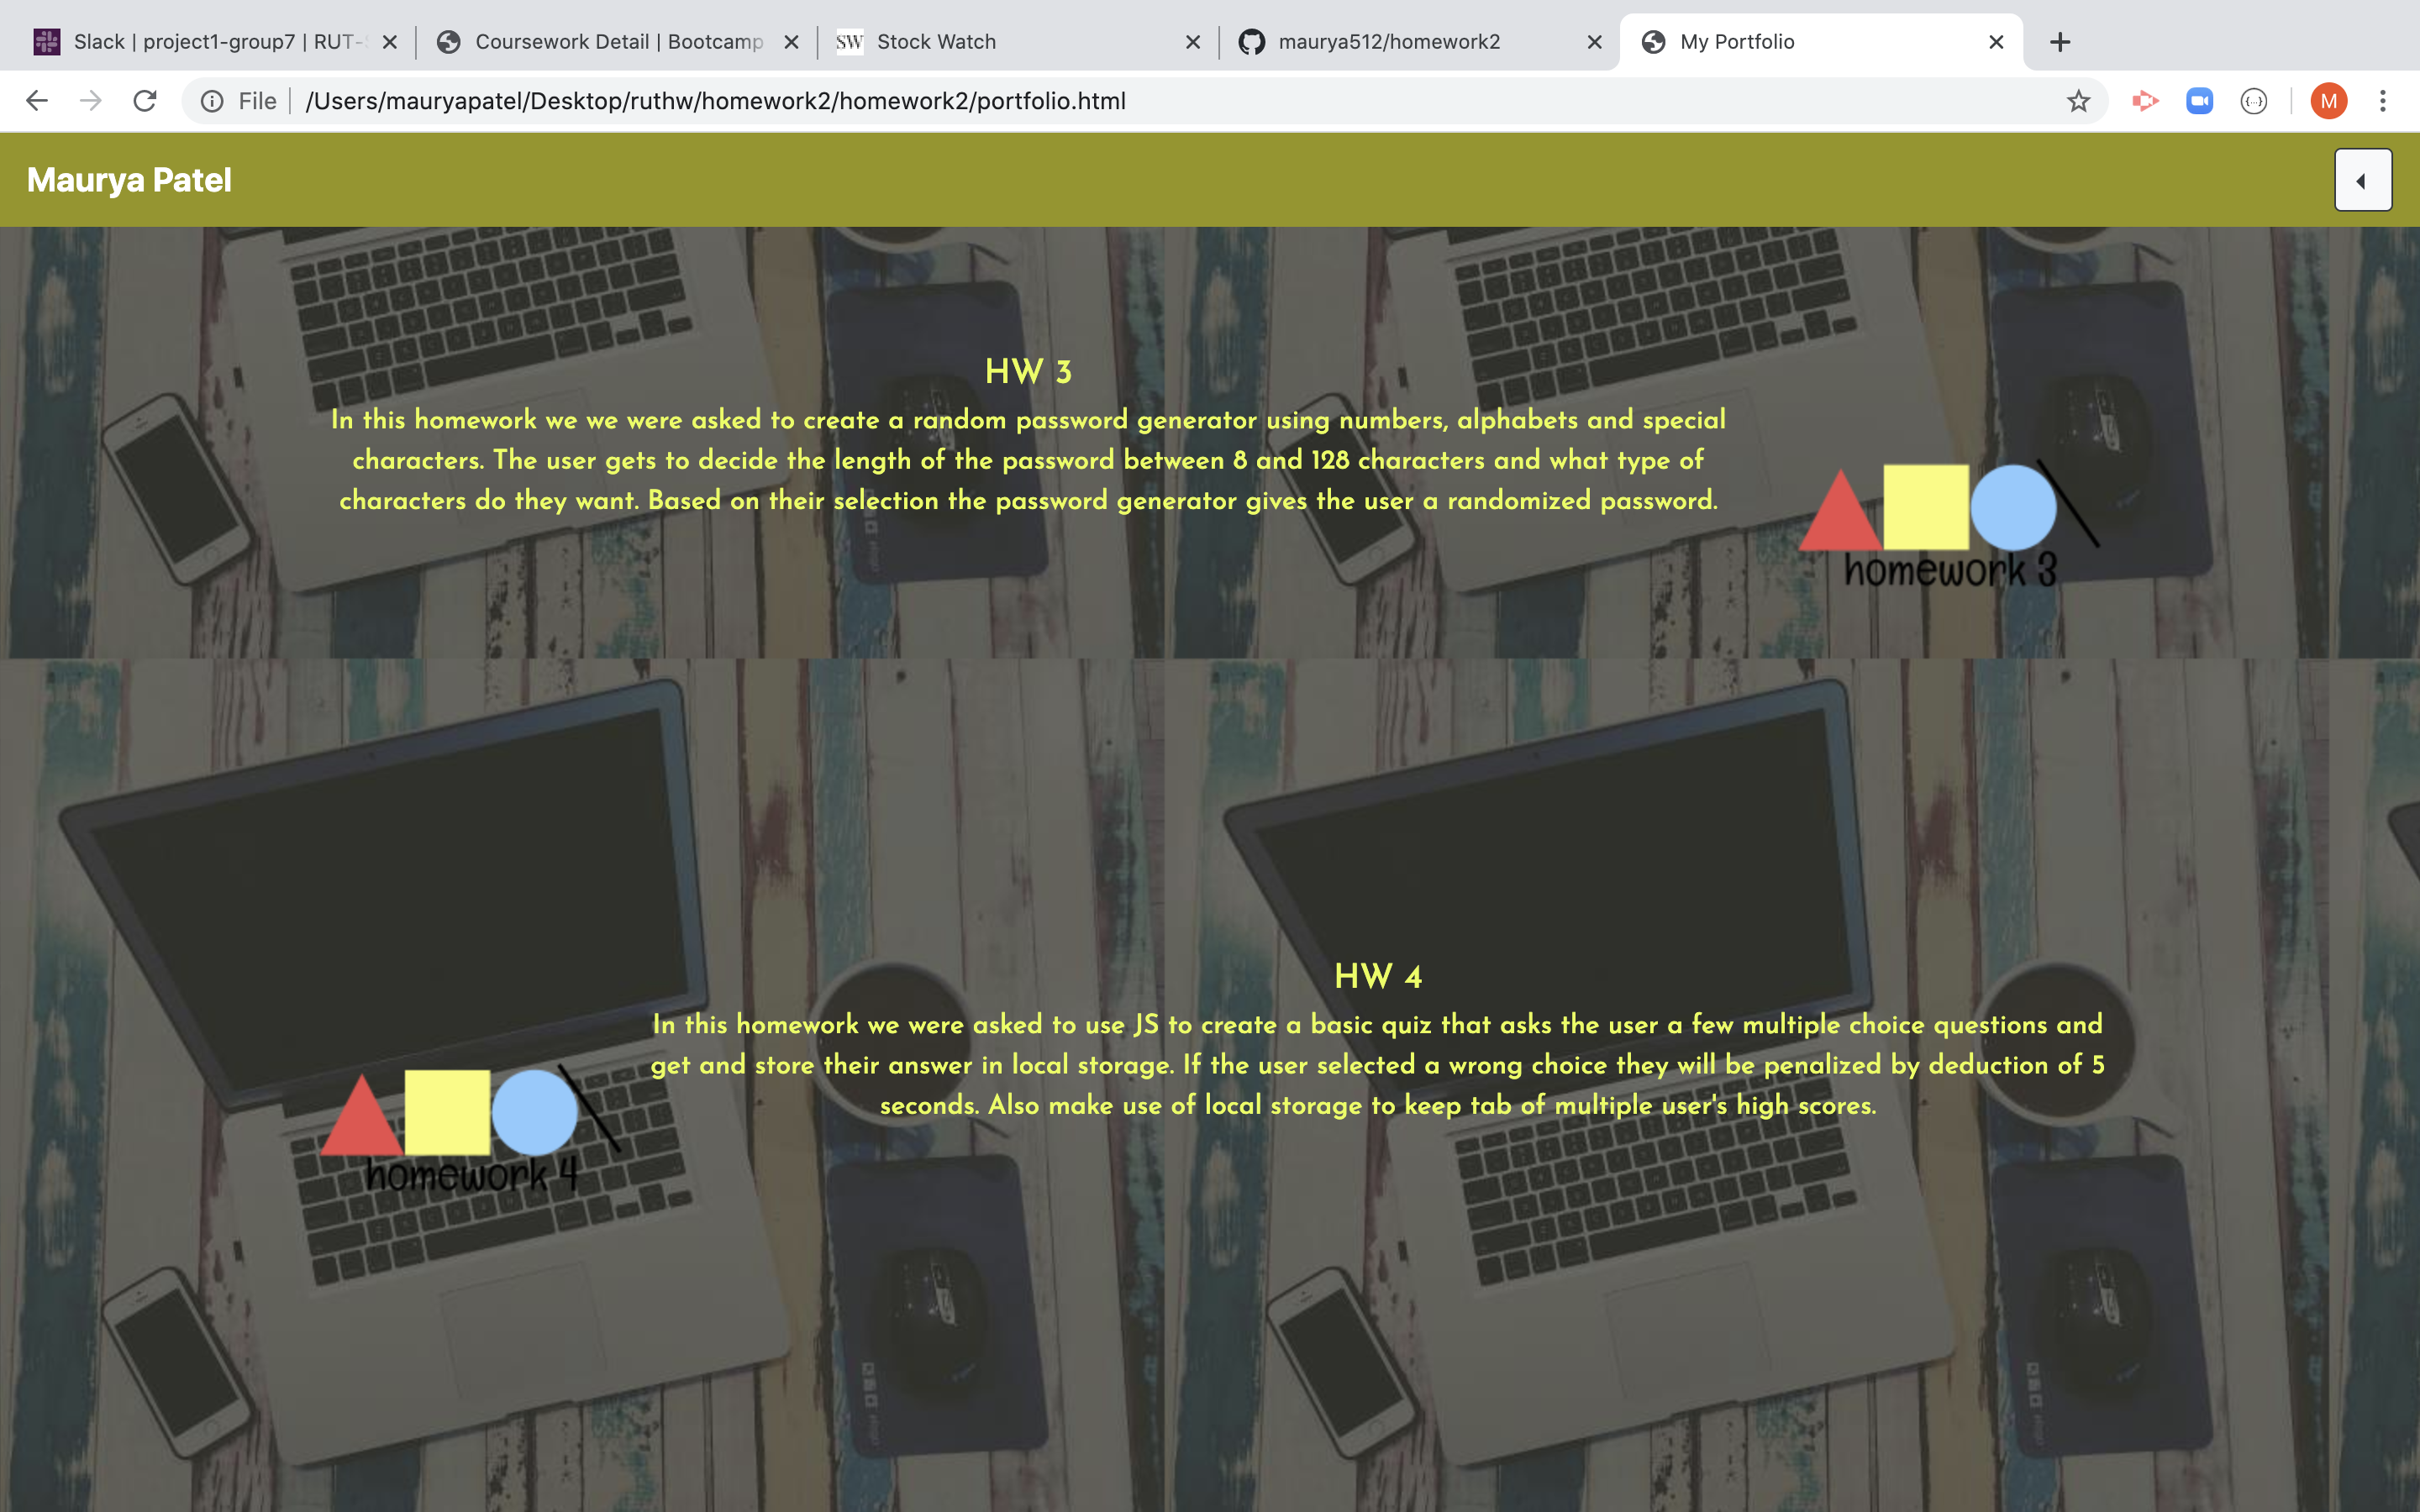 Slack | project1-group7 | RUT-
Coursework Detail | Bootcamp
SW Stock Watch
maurya512/homework2
My Portfolio
File /Users/mauryapatel/Desktop/ruthw/homework2/homework2/portfolio.html
M
Maurya Patel
HW 3
In this homework we we were asked to create a random password generator using numbers, alphabets and special
characters. The user gets to decide the length of the password between 8 and 128 characters and what type of
characters do they want. Based on their selection the password generator gives the user a randomized password.
homework 3
HW 4
In this homework we were asked to use JS to create a basic quiz that asks the user a few multiple choice questions and
get and store their answer in local storage. If the user selected a wrong choice they will be penalized by deduction of 5
seconds. Also make use of local storage to keep tab of multiple user's high scores.
homework 4